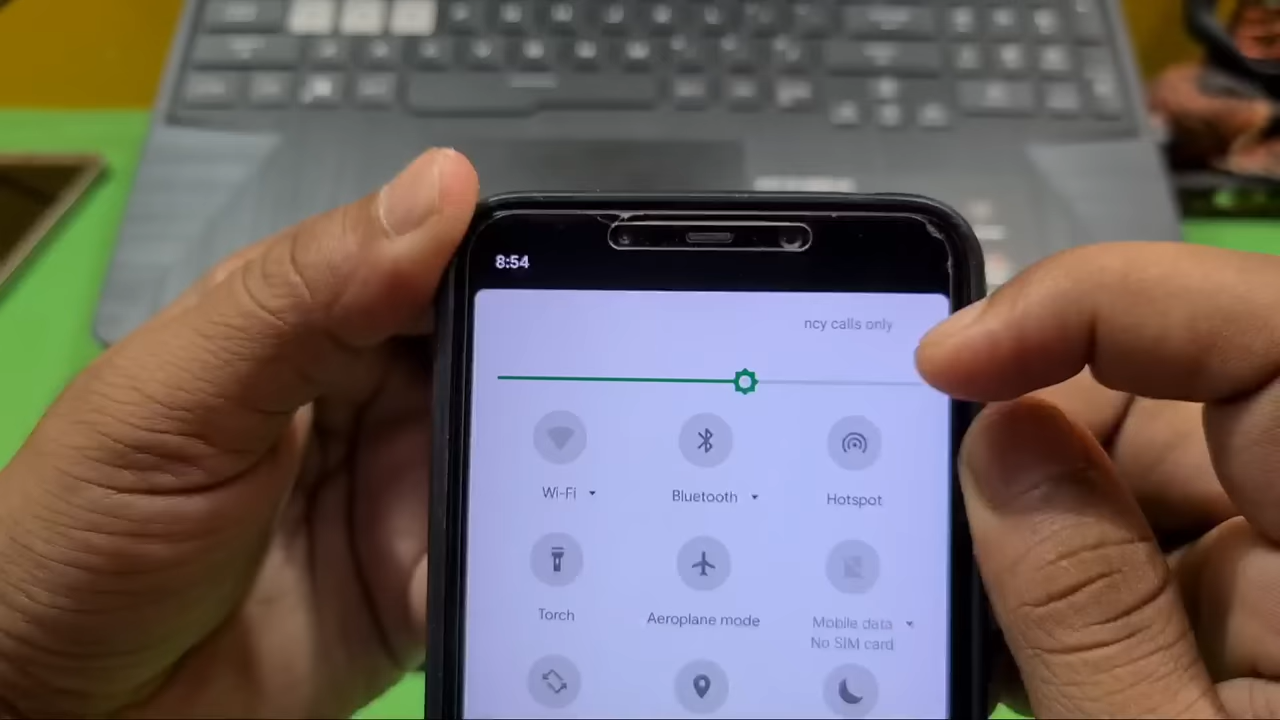 8:54
ncy calls only
Wi-Fi
Bluetooth
Hotspot
Torch
Aeroplane mode
Mobile data
No SIM card